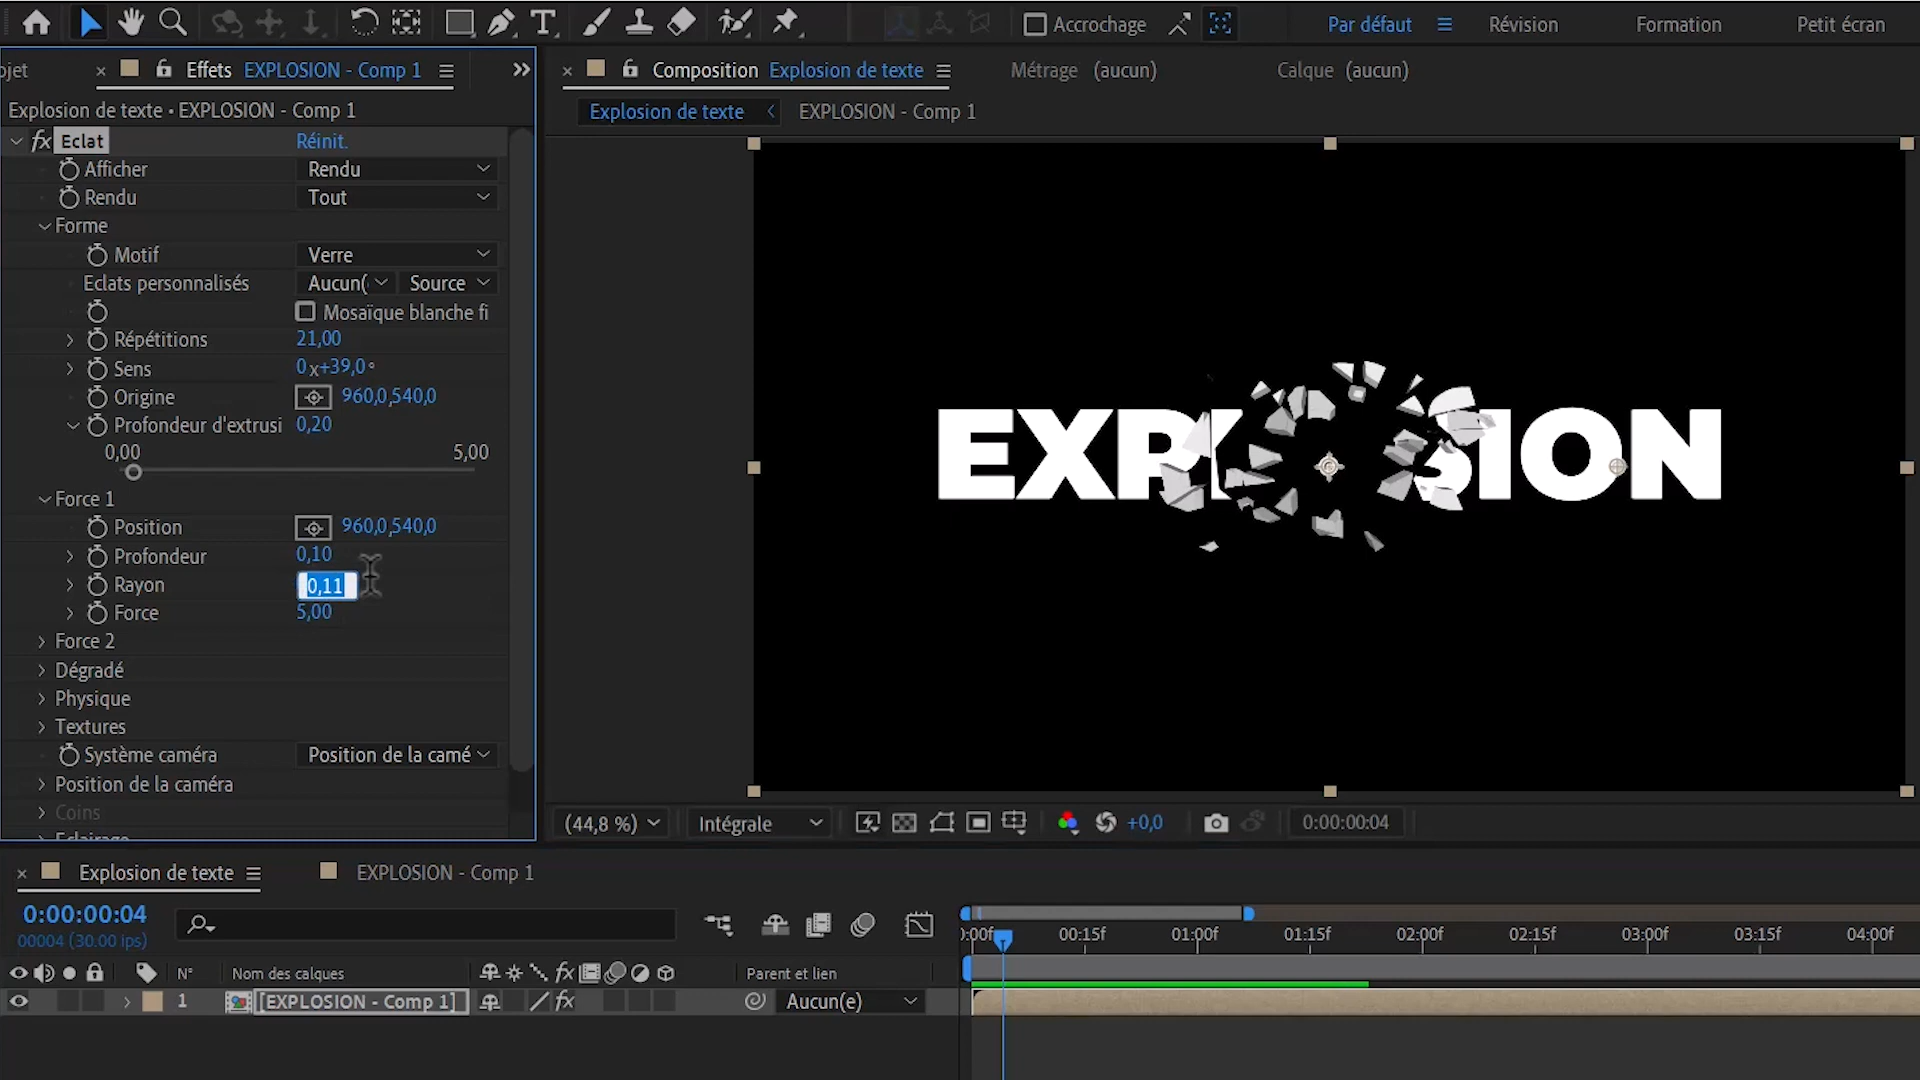 Accrochage
Par défaut
Révision
Formation
Petit écran
ojet
Effets EXPLOSION - Comp 1
Composition Explosion de texte
Métrage (aucun)
Calque (aucun)
Explosion de texte
EXPLOSION - Comp 1
Explosion de texte • EXPLOSION - Comp 1
fx Eclat Réinit.
Afficher Rendu
Rendu Tout
Forme
Motif Verre
Eclats personnalisés Aucun( Source
Mosaïque blanche fi
Répétitions 21,00
Sens 0x+39,0°
Origine 960,0,540,0
Profondeur d'extrusi 0,20
0,00 5,00
Force 1
Position 960,0,540,0
Profondeur 0,10
Rayon 0,11
Force 5,00
Force 2
Dégradé
Physique
Textures
Système caméra Position de la camé
Position de la caméra
Coins
Eclairage
EXPLOSION
(44,8 %)
Intégrale
+0,0
0:00:00:04
Explosion de texte
EXPLOSION - Comp 1
0:00:00:04
00004 (30.00 ips)
):00f 00:15f 01:00f 01:15f 02:00f 02:15f 03:00f 03:15f 04:00f
N° Nom des calques fx Parent et lien
1 [EXPLOSION - Comp 1] fx Aucun(e)